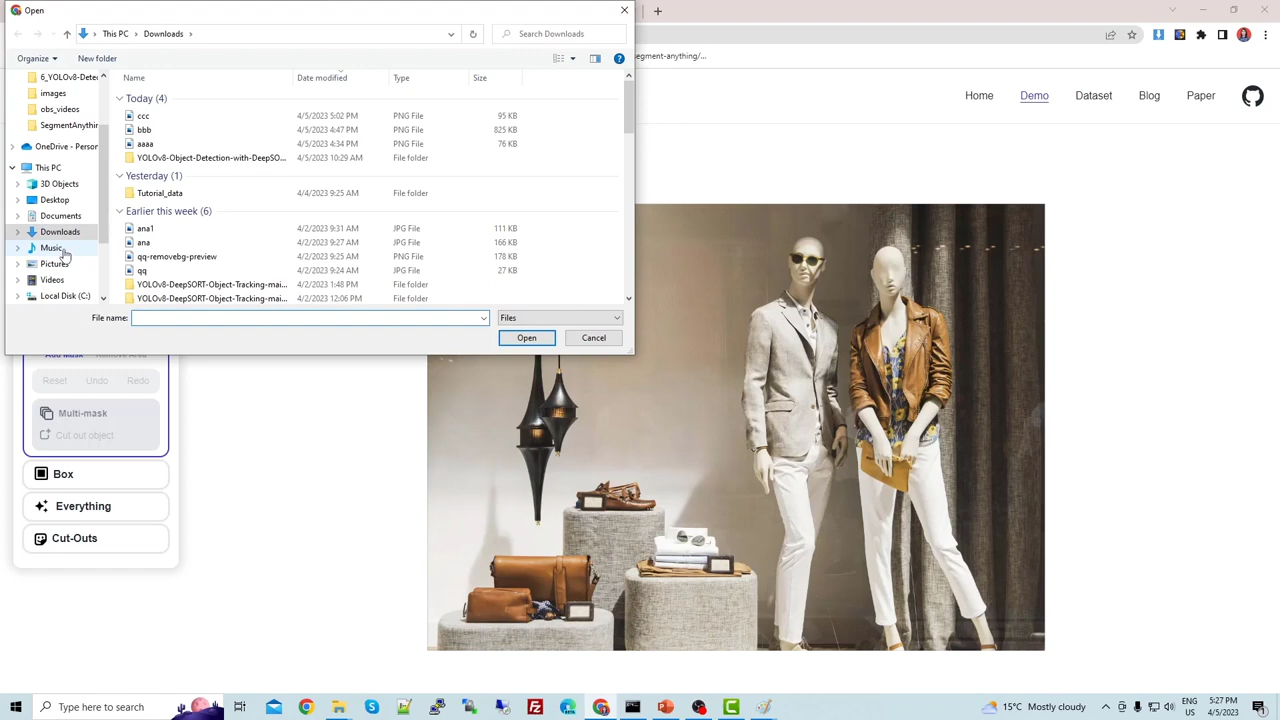 Open
This PC
Downloads
Search Downloads
Organize
New folder
6_YOLOv8-Detec
images
obs_videos
SegmentAnythin
OneDrive - Person
This PC
3D Objects
Desktop
Documents
Downloads
Music
Pictures
Videos
Local Disk (C:)
Name Date modified Type Size
Today (4)
ccc 4/5/2023 5:02 PM PNG File 95 KB
bbb 4/5/2023 4:47 PM PNG File 825 KB
aaaa 4/5/2023 4:34 PM PNG File 76 KB
YOLOv8-Object-Detection-with-DeepSO... 4/5/2023 10:29 AM File folder
Yesterday (1)
Tutorial_data 4/4/2023 9:25 AM File folder
Earlier this week (6)
ana1 4/2/2023 9:31 AM JPG File 111 KB
ana 4/2/2023 9:27 AM JPG File 166 KB
qq-removebg-preview 4/2/2023 9:25 AM PNG File 178 KB
qq 4/2/2023 9:24 AM JPG File 27 KB
YOLOv8-DeepSORT-Object-Tracking-mai... 4/2/2023 1:48 PM File folder
YOLOv8-DeepSORT-Object-Tracking-mai... 4/2/2023 12:06 PM File folder
File name:
Files
Open
Cancel
segment-anything/...
Home Demo Dataset Blog Paper
Reset Undo Redo
Multi-mask
Cut out object
Box
Everything
Cut-Outs
Type here to search
15°C Mostly cloudy
ENG
US
5:27 PM
4/5/2023